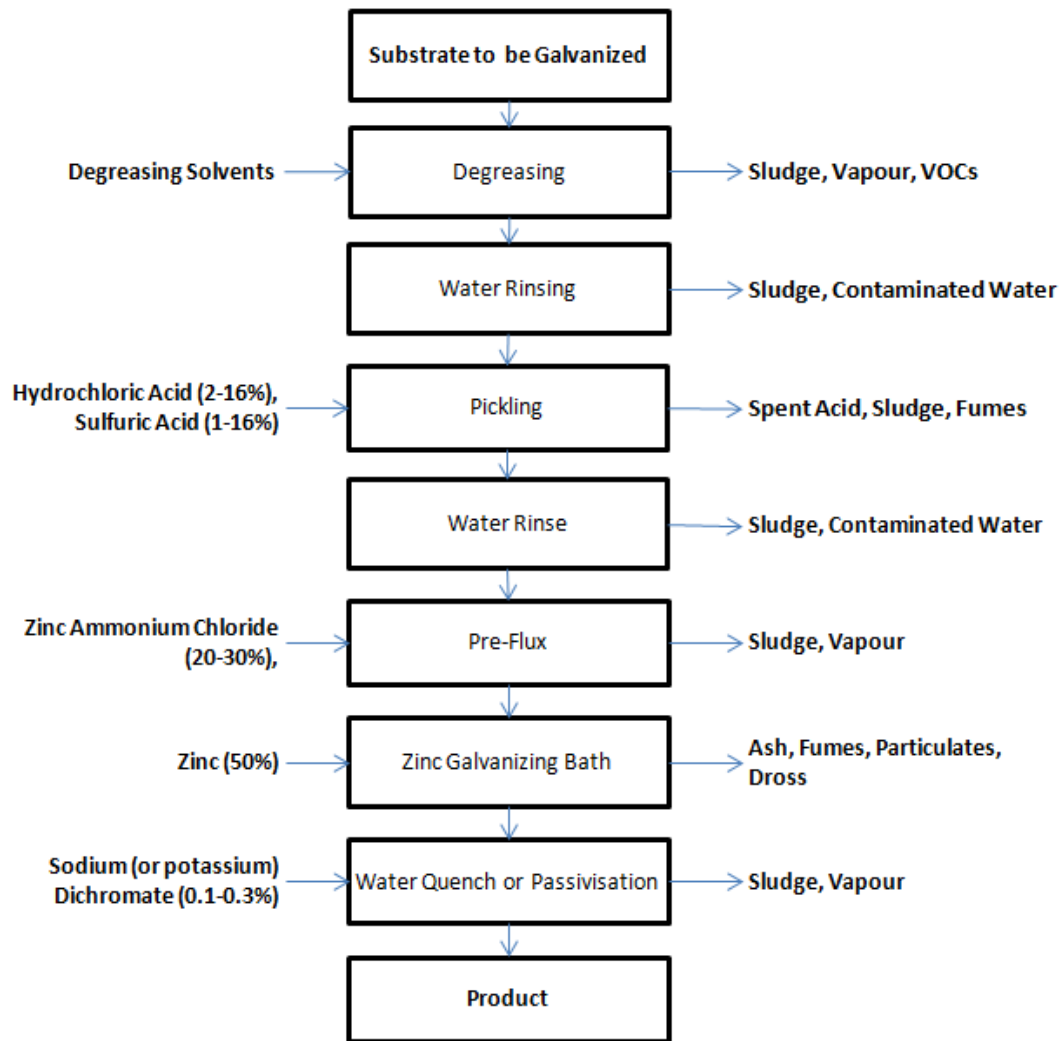 Substrate to be Galvanized
Degreasing Solvents
Degreasing
Sludge, Vapour, VOCs
Water Rinsing
Sludge, Contaminated Water
Hydrochloric Acid (2-16%),
Sulfuric Acid (1-16%)
Pickling
Spent Acid, Sludge, Fumes
Water Rinse
Sludge, Contaminated Water
Zinc Ammonium Chloride
(20-30%),
Pre-Flux
Sludge, Vapour
Zinc (50%)
Zinc Galvanizing Bath
Ash, Fumes, Particulates,
Dross
Sodium (or potassium)
Dichromate (0.1-0.3%)
Water Quench or Passivisation
Sludge, Vapour
Product